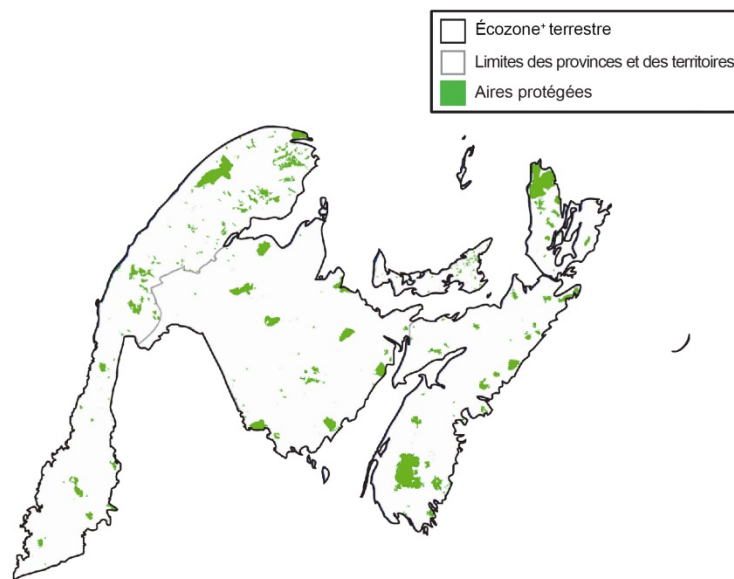 Écozone⁺ terrestre
Limites des provinces et des territoires
Aires protégées